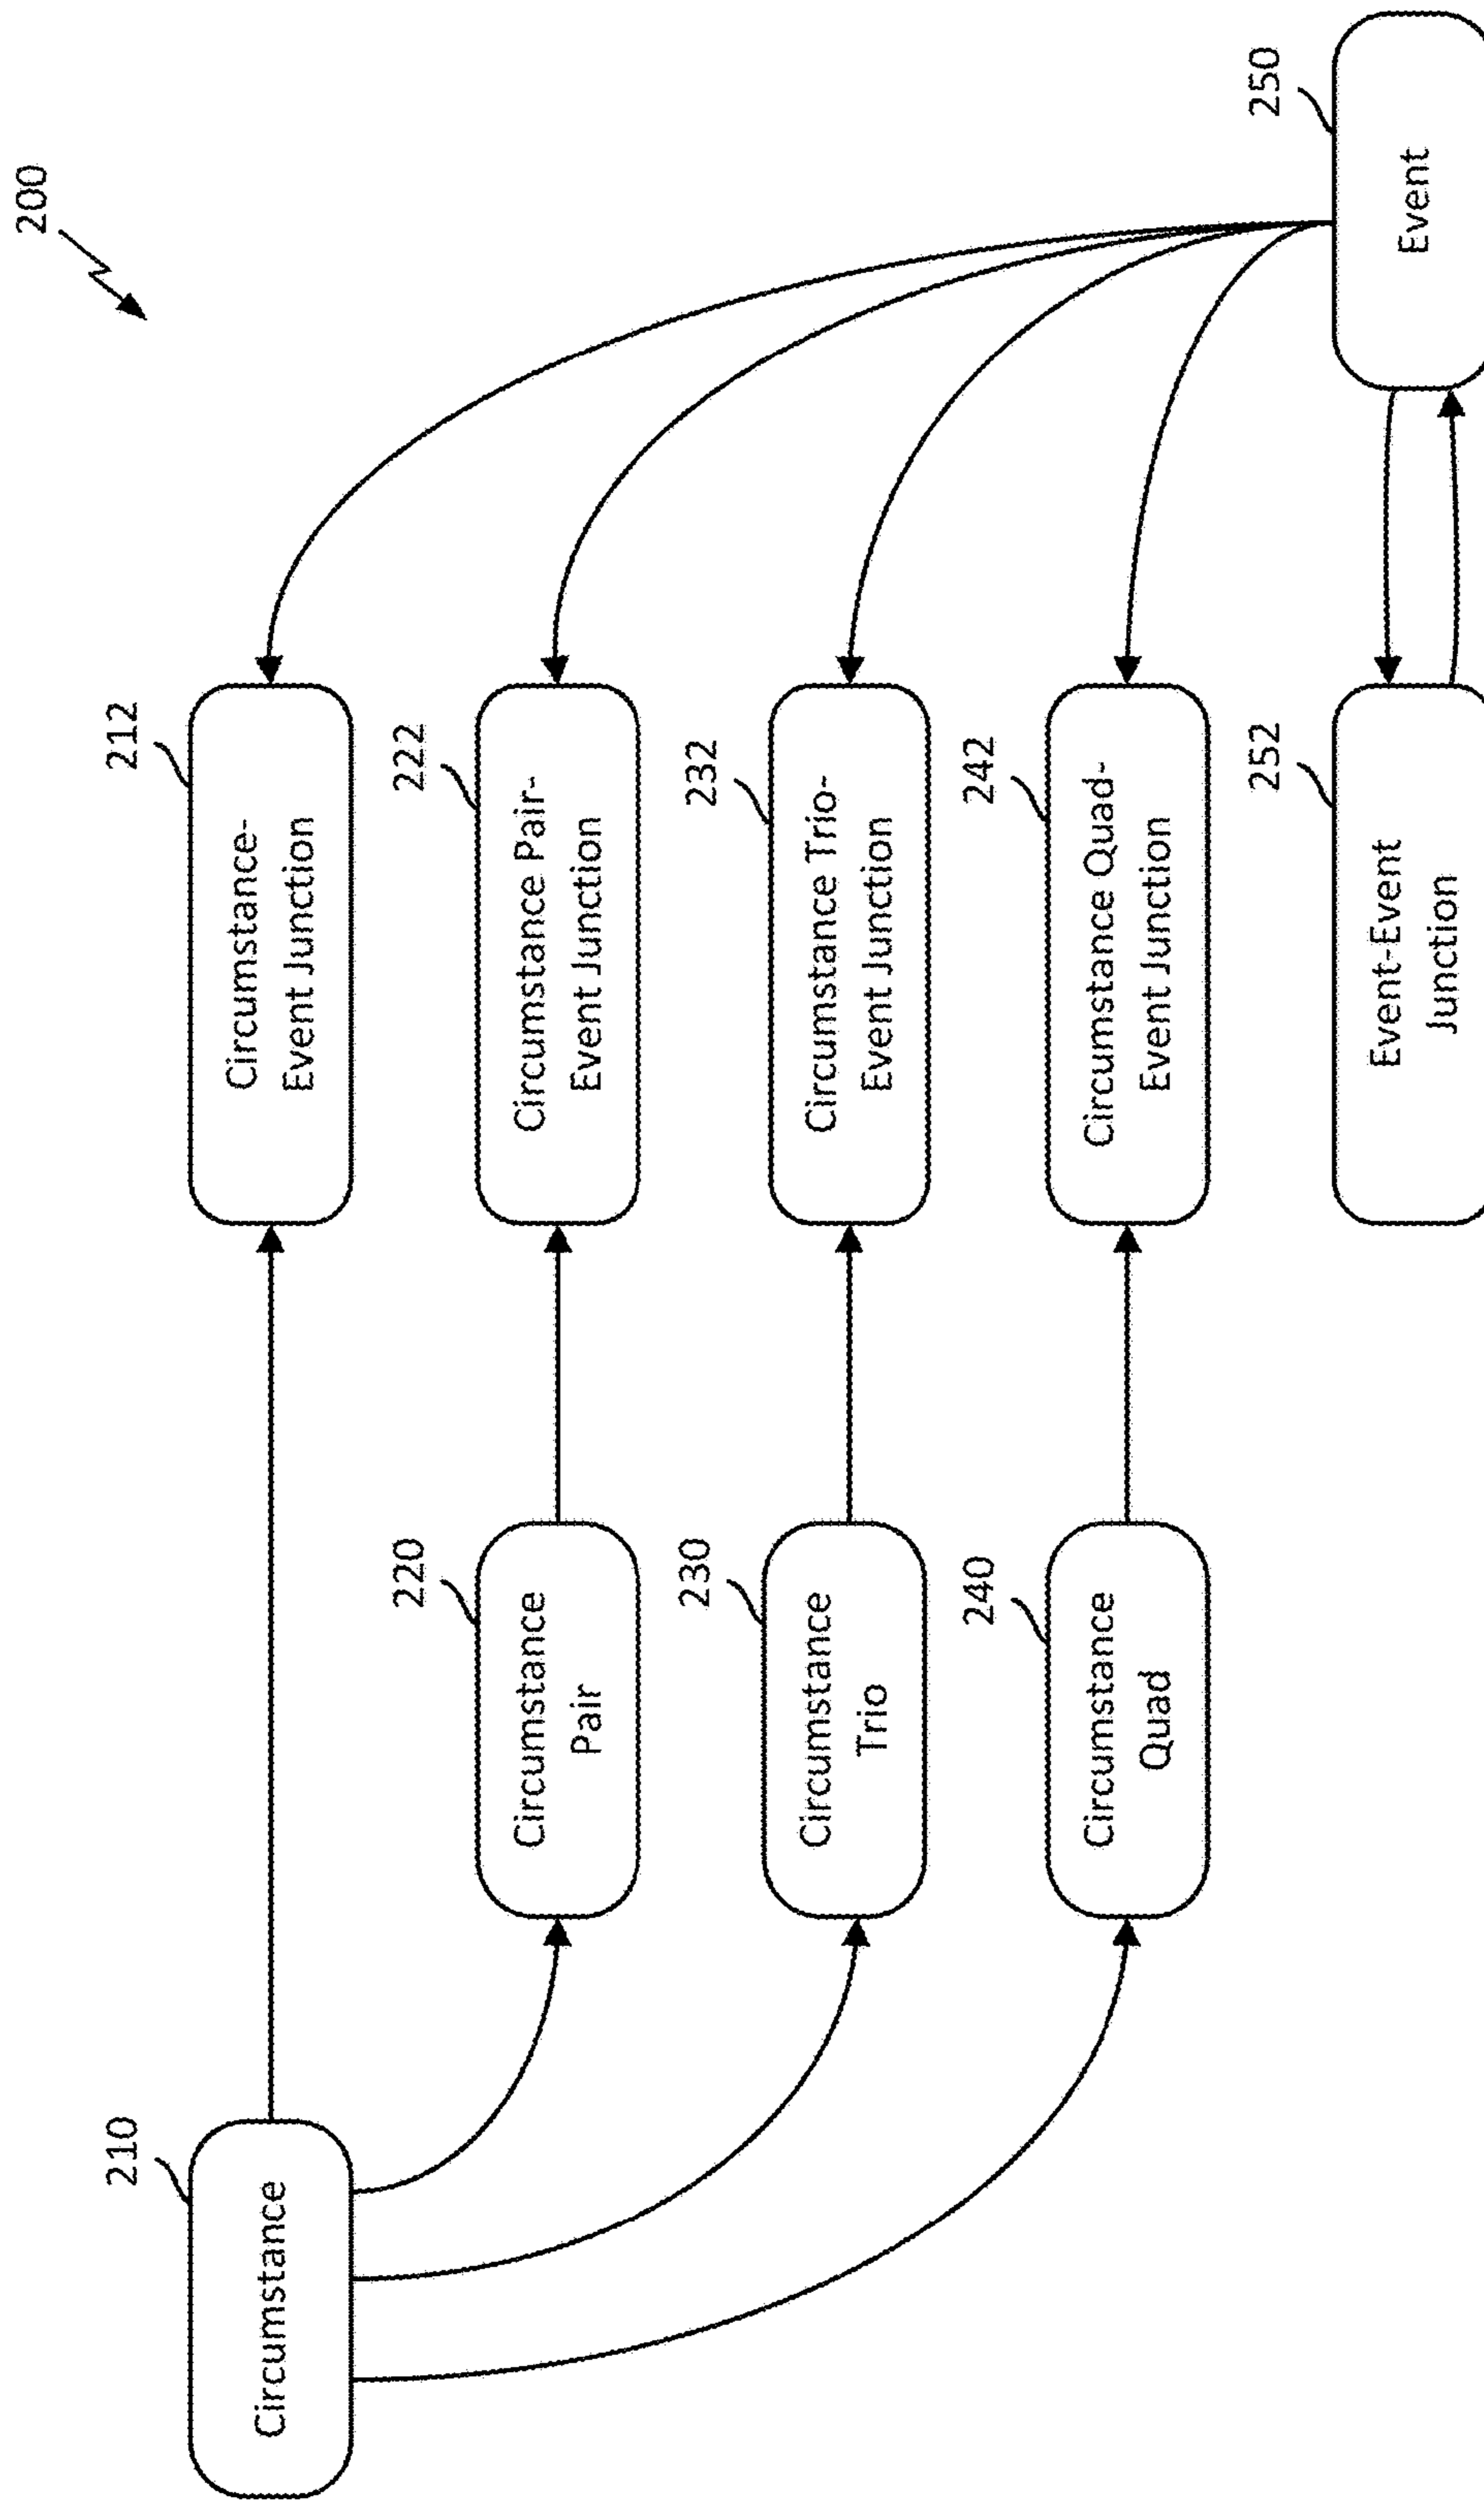 200
210
Circumstance
212
Circumstance-
Event Junction
220
Circumstance
Pair
222
Circumstance Pair-
Event Junction
230
Circumstance
Trio
232
Circumstance Trio-
Event Junction
240
Circumstance
Quad
242
Circumstance Quad-
Event Junction
252
Event-Event
Junction
250
Event